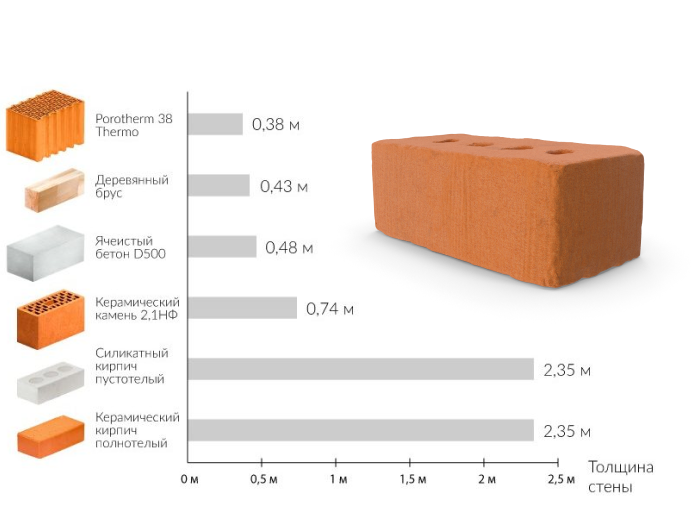 Porotherm 38
Thermo
0,38 м
Деревянный
брус
0,43 м
Ячеистый
бетон D500
0,48 м
Керамический
камень 2,1НФ
0,74 м
Силикатный
кирпич
пустотелый
2,35 м
Керамический
кирпич
полнотелый
2,35 м
0 м 0,5 м 1 м 1,5 м 2 м 2,5 м
Толщина
стены